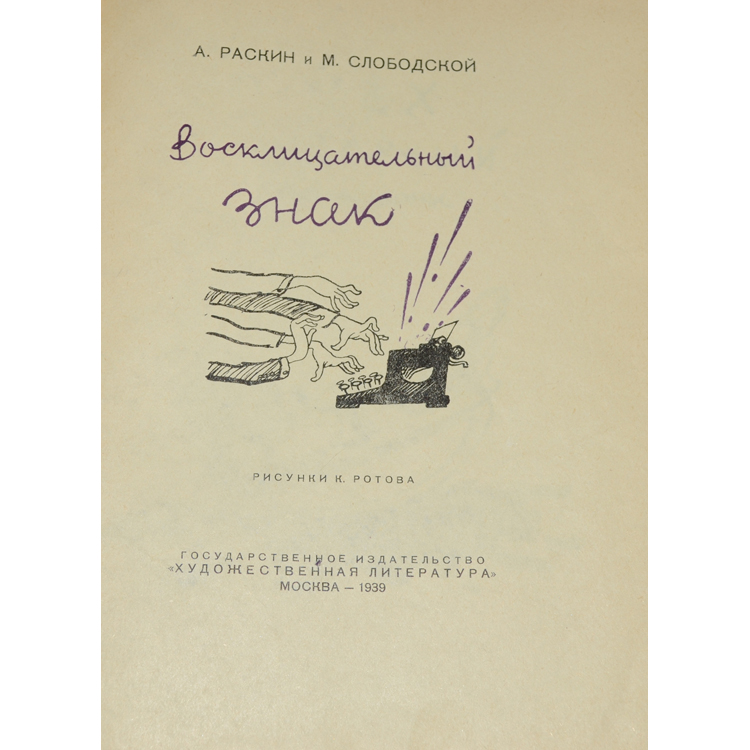 А. РАСКИН и М. СЛОБОДСКОЙ
Восклицательный
знак
РИСУНКИ К. РОТОВА
ГОСУДАРСТВЕННОЕ ИЗДАТЕЛЬСТВО
«ХУДОЖЕСТВЕННАЯ ЛИТЕРАТУРА»
МОСКВА — 1939